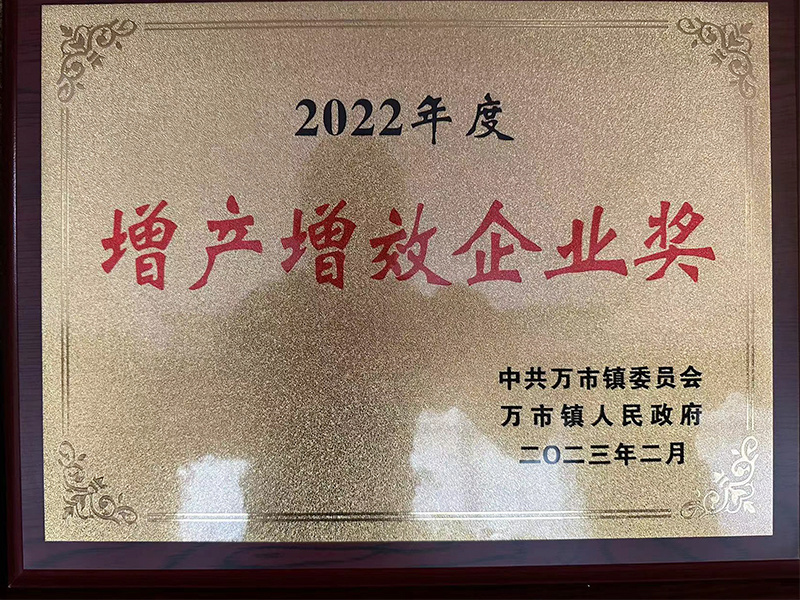 2022年度
增产增效企业奖
中共万市镇委员会
万市镇人民政府
二〇二三年二月